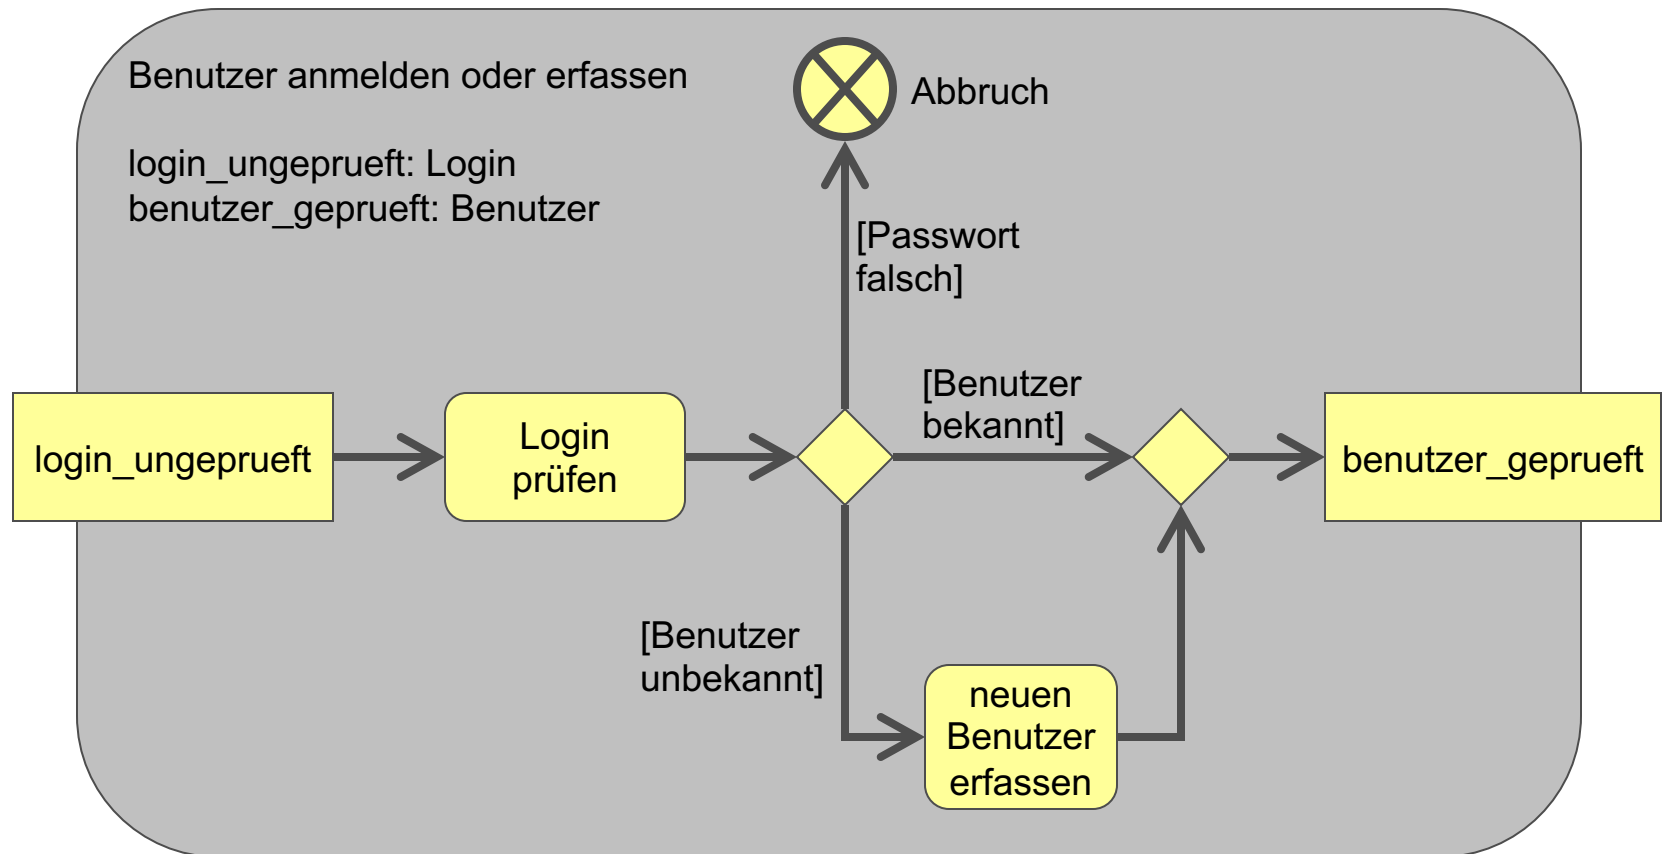 Benutzer anmelden oder erfassen
Abbruch
login_ungeprueft: Login
benutzer_geprueft: Benutzer
[Passwort
falsch]
[Benutzer
bekannt]
login_ungeprueft
Login
prüfen
benutzer_geprueft
[Benutzer
unbekannt]
neuen
Benutzer
erfassen